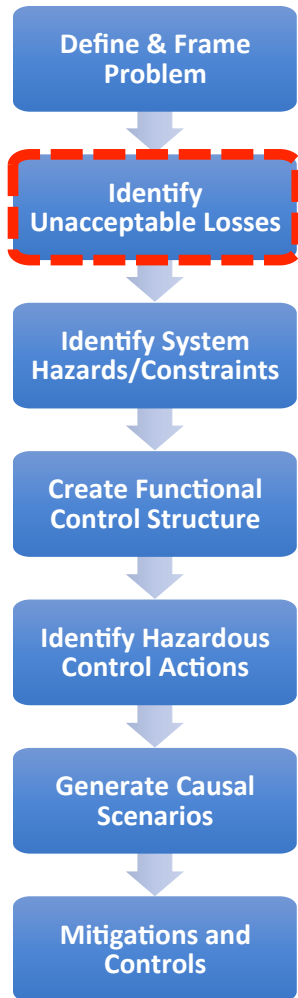 Define & Frame
Problem
Identify
Unacceptable Losses
Identify System
Hazards/Constraints
Create Functional
Control Structure
Identify Hazardous
Control Actions
Generate Causal
Scenarios
Mitigations and
Controls